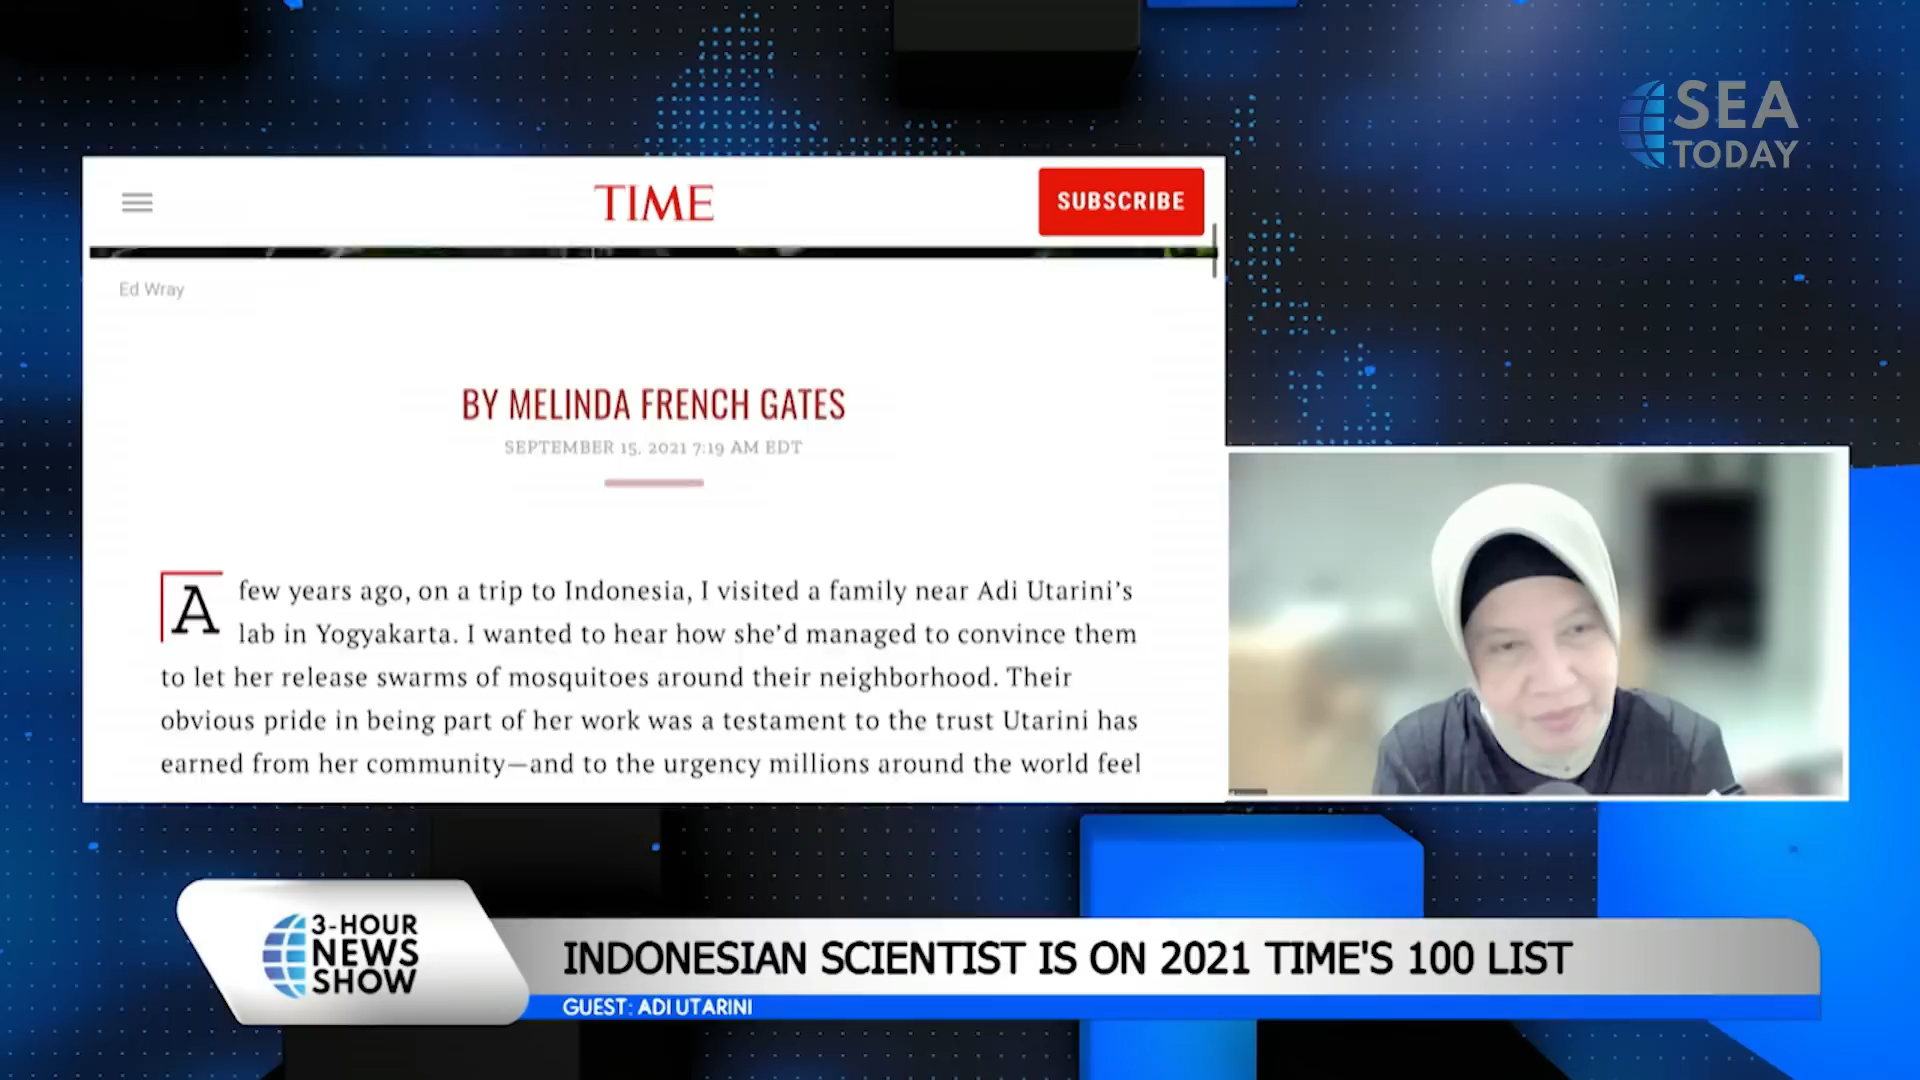 SEA
TODAY
TIME
SUBSCRIBE
Ed Wray
BY MELINDA FRENCH GATES
SEPTEMBER 15, 2021 7:19 AM EDT
A few years ago, on a trip to Indonesia, I visited a family near Adi Utarini’s
lab in Yogyakarta. I wanted to hear how she’d managed to convince them
to let her release swarms of mosquitoes around their neighborhood. Their
obvious pride in being part of her work was a testament to the trust Utarini has
earned from her community—and to the urgency millions around the world feel
3-HOUR
NEWS
SHOW
INDONESIAN SCIENTIST IS ON 2021 TIME'S 100 LIST
GUEST: ADI UTARINI